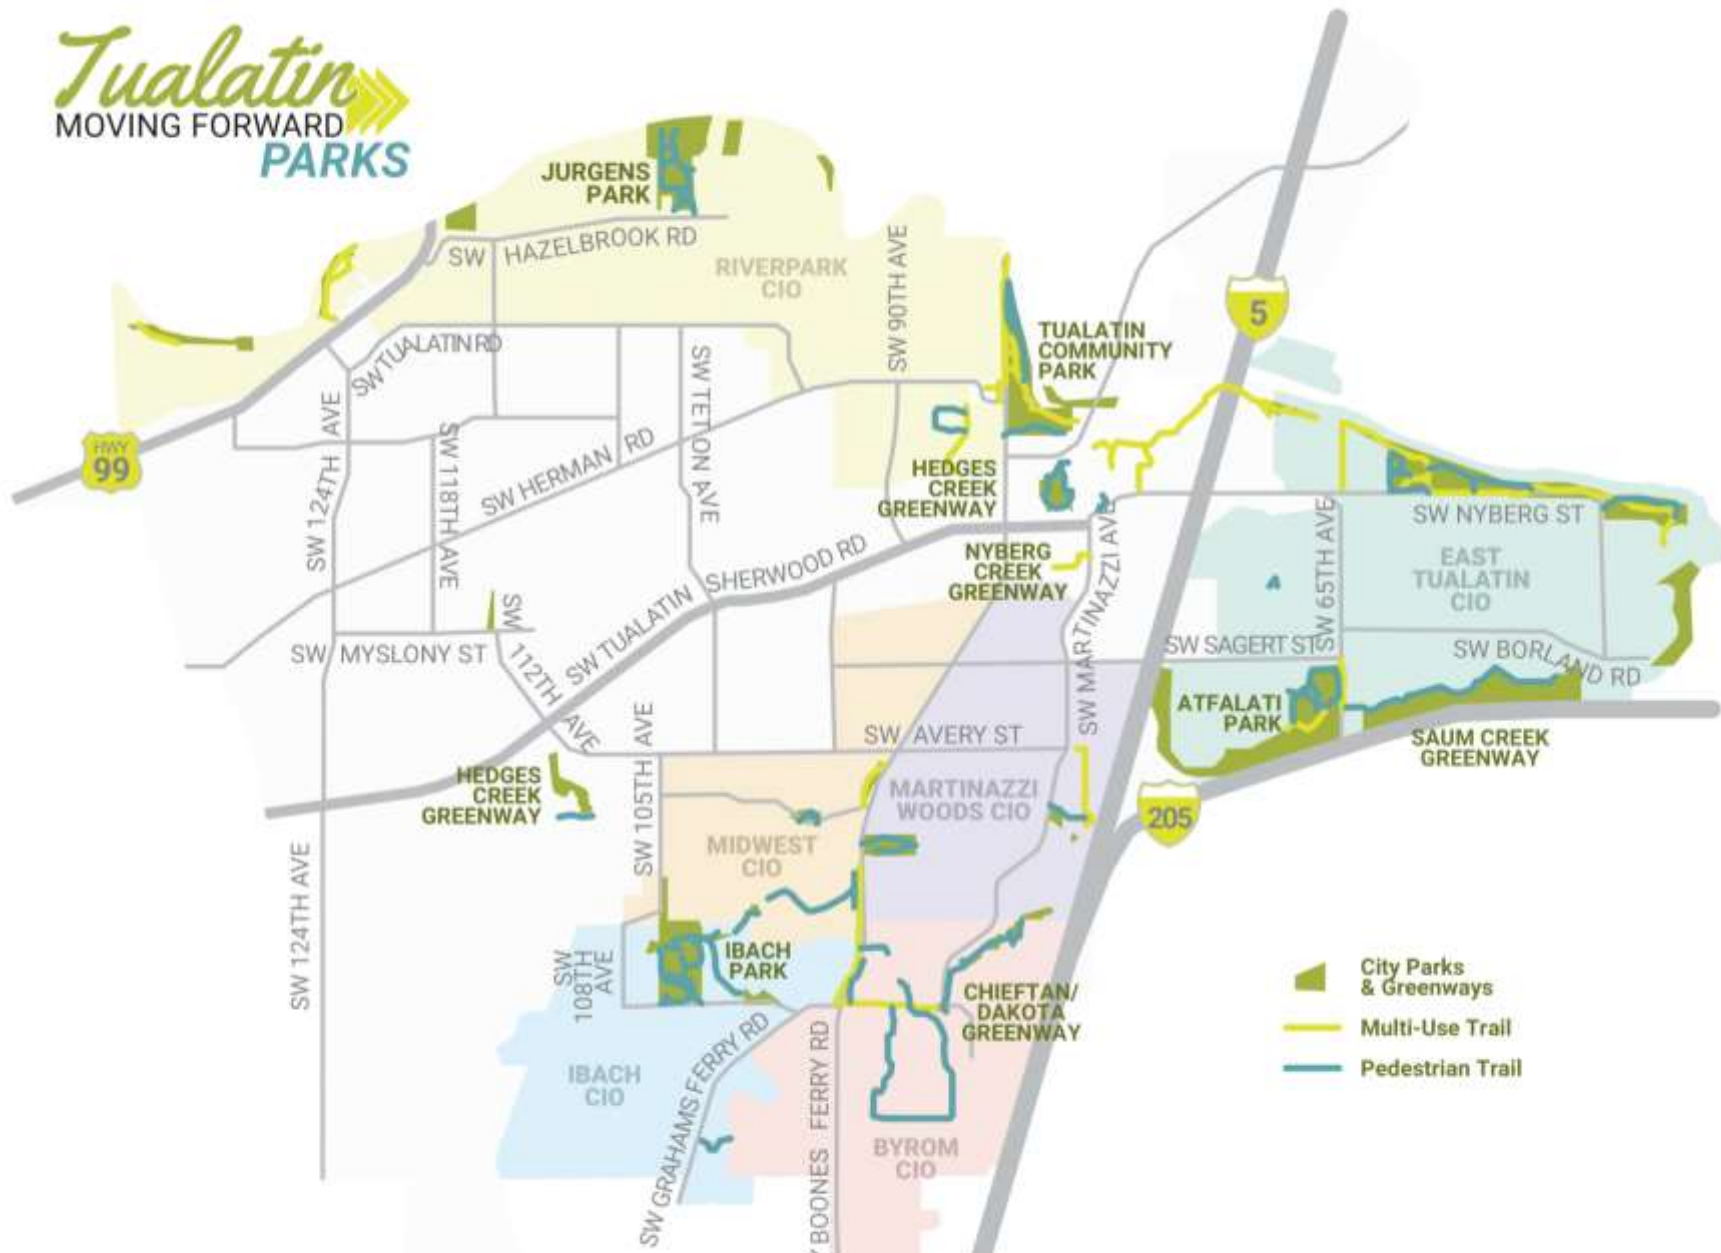 Tualatin
MOVING FORWARD
PARKS
JURGENS
PARK
SW HAZELBROOK RD
RIVERPARK
CIO
SW 90TH AVE
5
TUALATIN
COMMUNITY
PARK
SW TUALATIN RD
SW TETON AVE
SW 124TH AVE
SW 118TH AVE
HWY
99
SW HERMAN RD
HEDGES
CREEK
GREENWAY
SW NYBERG ST
SW TUALATIN SHERWOOD RD
NYBERG
CREEK
GREENWAY
SW MARTINAZZI AVE
SW 65TH AVE
EAST
TUALATIN
CIO
SW MYSLONY ST
SW 112TH AVE
SW SAGERT ST
SW BORLAND RD
ATFALATI
PARK
SAUM CREEK
GREENWAY
SW AVERY ST
HEDGES
CREEK
GREENWAY
SW 105TH AVE
MARTINAZZI
WOODS CIO
205
MIDWEST
CIO
SW 124TH AVE
SW
108TH
AVE
IBACH
PARK
CHIEFTAN/
DAKOTA
GREENWAY
IBACH
CIO
SW GRAHAMS FERRY RD
BOONES FERRY RD
BYROM
CIO
City Parks
& Greenways
Multi-Use Trail
Pedestrian Trail